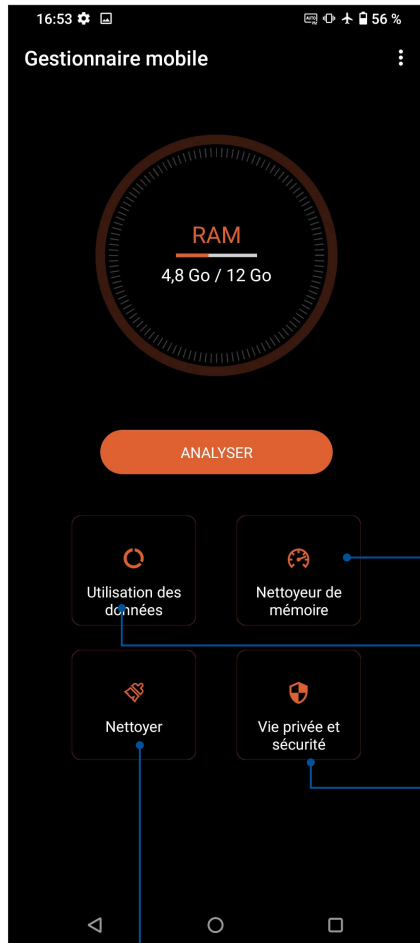 16:53 56 %
Gestionnaire mobile
RAM
4,8 Go / 12 Go
ANALYSER
Utilisation des
données
Nettoyeur de
mémoire
Nettoyer
Vie privée et
sécurité